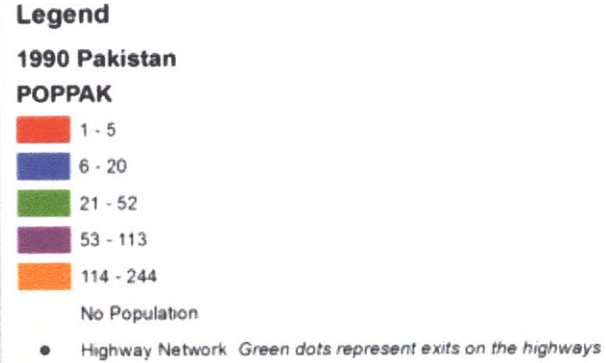 Legend
1990 Pakistan
POPPAK
1 - 5
6 - 20
21 - 52
53 - 113
114 - 244
No Population
Highway Network Green dots represent exits on the highways